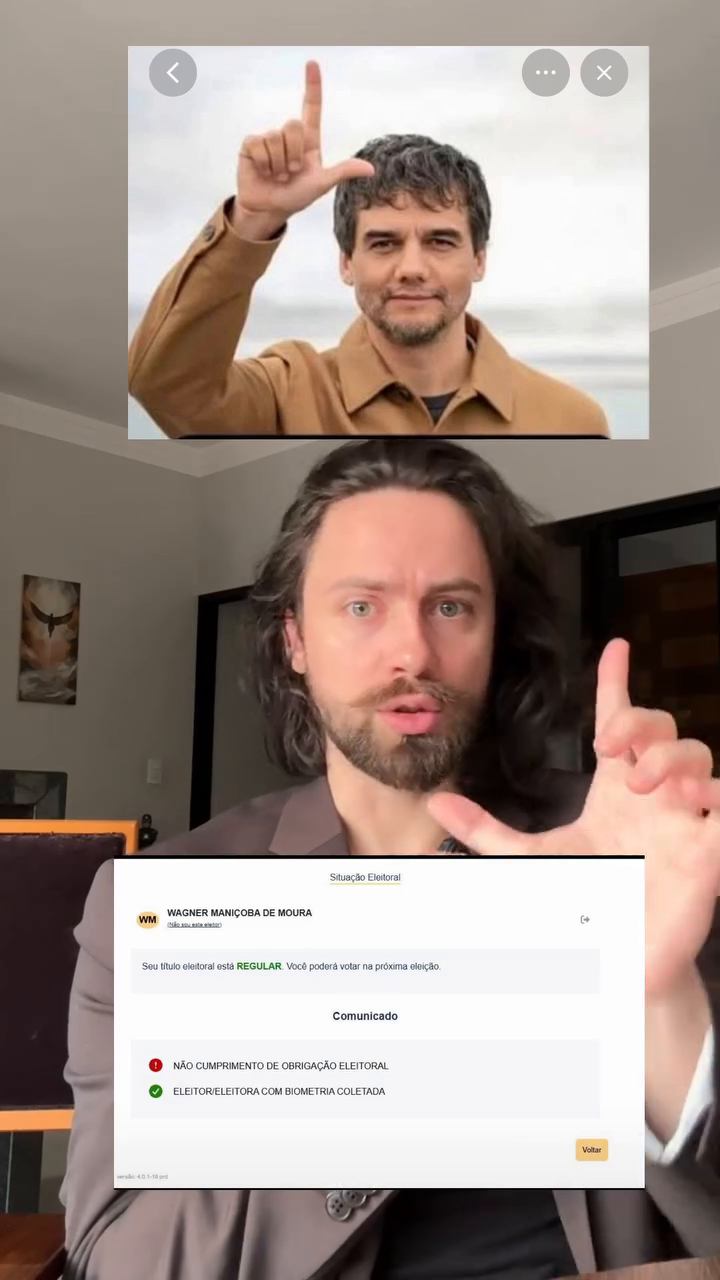 Situação Eleitoral
WM
WAGNER MANIÇOBA DE MOURA
(Não sou este eleitor)
Seu título eleitoral está REGULAR. Você poderá votar na próxima eleição.
Comunicado
NÃO CUMPRIMENTO DE OBRIGAÇÃO ELEITORAL
ELEITOR/ELEITORA COM BIOMETRIA COLETADA
Voltar